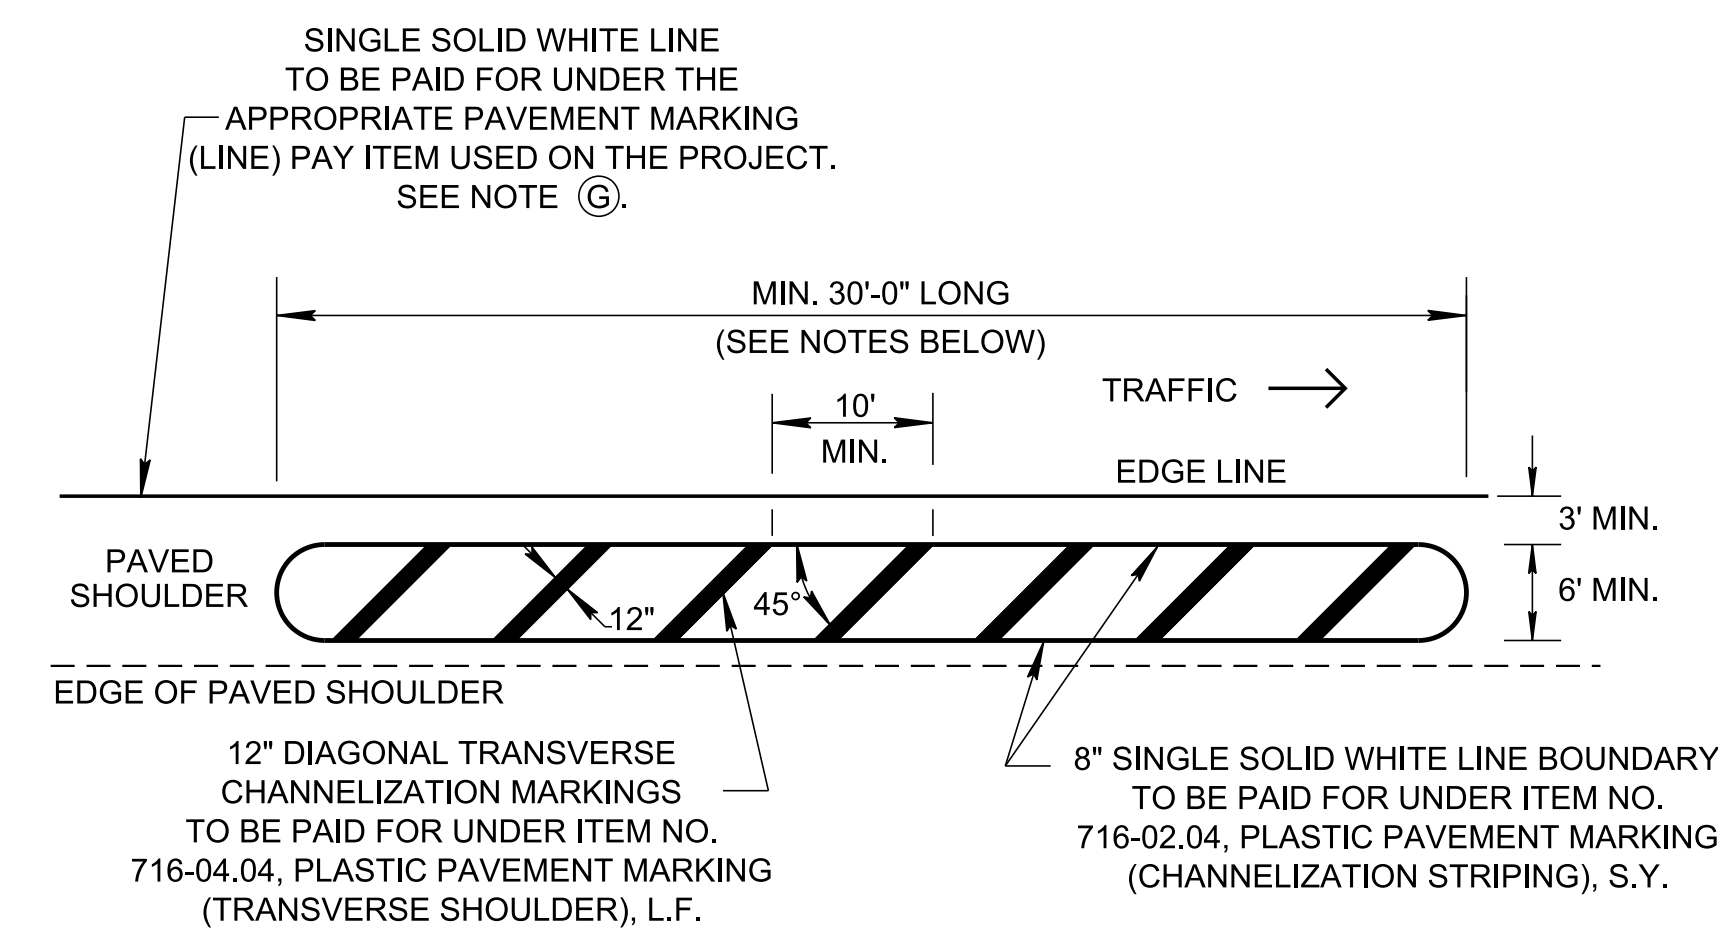 SINGLE SOLID WHITE LINE
TO BE PAID FOR UNDER THE
APPROPRIATE PAVEMENT MARKING
(LINE) PAY ITEM USED ON THE PROJECT.
SEE NOTE G.
MIN. 30'-0" LONG
(SEE NOTES BELOW)
TRAFFIC
10'
MIN.
EDGE LINE
3' MIN.
PAVED
SHOULDER
6' MIN.
45°
12"
EDGE OF PAVED SHOULDER
12" DIAGONAL TRANSVERSE
CHANNELIZATION MARKINGS
TO BE PAID FOR UNDER ITEM NO.
716-04.04, PLASTIC PAVEMENT MARKING
(TRANSVERSE SHOULDER), L.F.
8" SINGLE SOLID WHITE LINE BOUNDARY
TO BE PAID FOR UNDER ITEM NO.
716-02.04, PLASTIC PAVEMENT MARKING
(CHANNELIZATION STRIPING), S.Y.